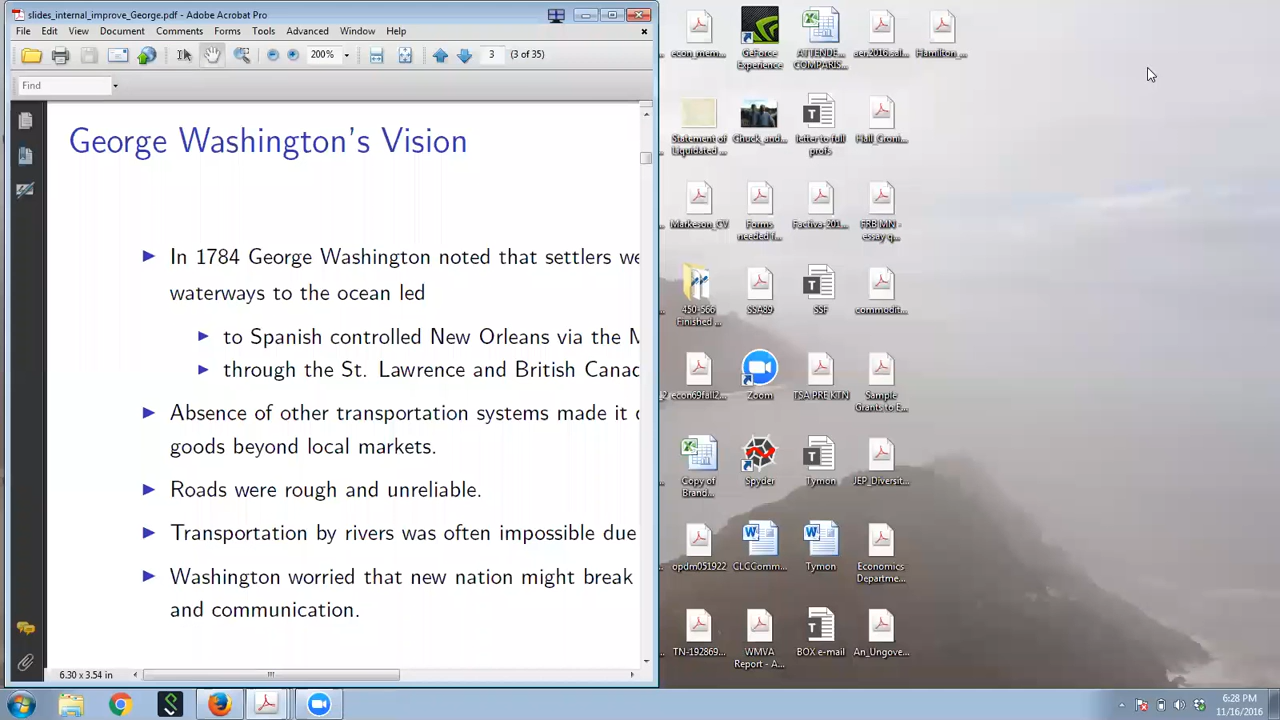 slides_internal_improve_George.pdf - Adobe Acrobat Pro
File Edit View Document Comments Forms Tools Advanced Window Help
200% 3 (3 of 35)
Find
George Washington's Vision
In 1784 George Washington noted that settlers we
waterways to the ocean led
to Spanish controlled New Orleans via the M
through the St. Lawrence and British Canad
Absence of other transportation systems made it d
goods beyond local markets.
Roads were rough and unreliable.
Transportation by rivers was often impossible due
Washington worried that new nation might break
and communication.
6.30 x 3.54 in
econ_mem...
GeForce
Experience
ATTENDE...
COMPARIS...
aer2016.sal...
Hamilton_...
Statement of
Liquidated ...
Chuck_and...
letter to full
profs
Hall_Croni...
Markeson_CV
Forms
needed f...
Factiva-201...
FRB MN -
essay q...
450-566
Finished ...
SSA89
SSF
commodit...
econ69fall2...
Zoom
TSA PRE KTN
Sample
Grants to E...
Copy of
Brand...
Spyder
Tymon
JEP_Diversit...
opdm051922
CLCComm...
Tymon
Economics
Departme...
TN-192869...
WMVA
Report - A...
BOX e-mail
An_Ungove...
6:28 PM
11/16/2016